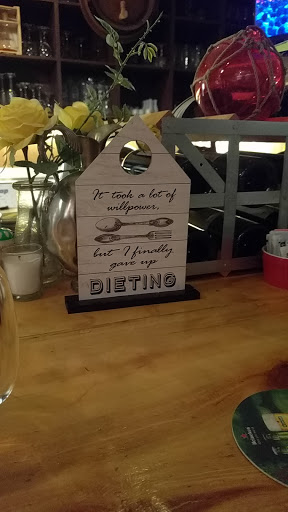 It took a lot of
willpower,
but I finally
gave up
DIETING